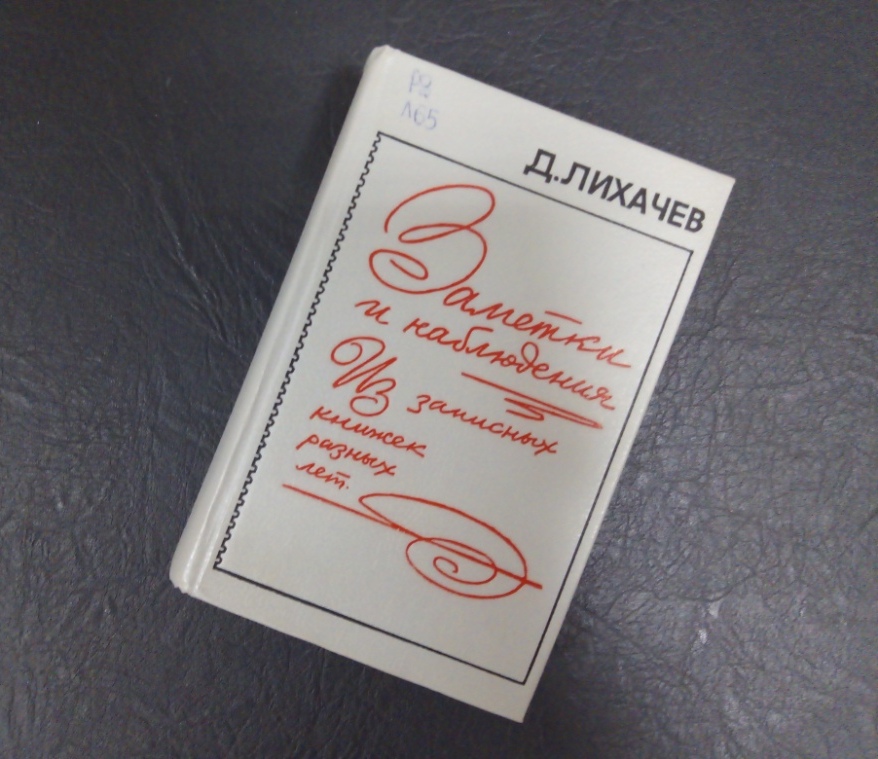 Р2
Л65
Д.ЛИХАЧЕВ
Заметки
и наблюдения
Из записных
книжек
разных
лет.